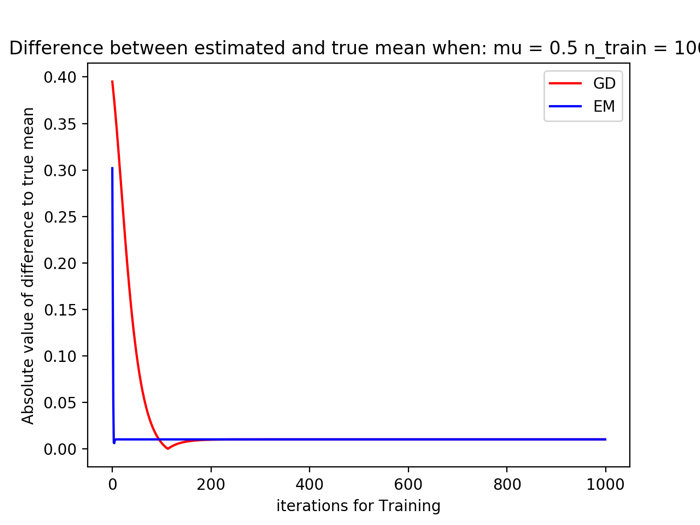 Difference between estimated and true mean when: mu = 0.5 n_train =
GD
EM
Absolute value of difference to true mean
0.40
0.35
0.30
0.25
0.20
0.15
0.10
0.05
0.00
0 200 400 600 800 1000
iterations for Training